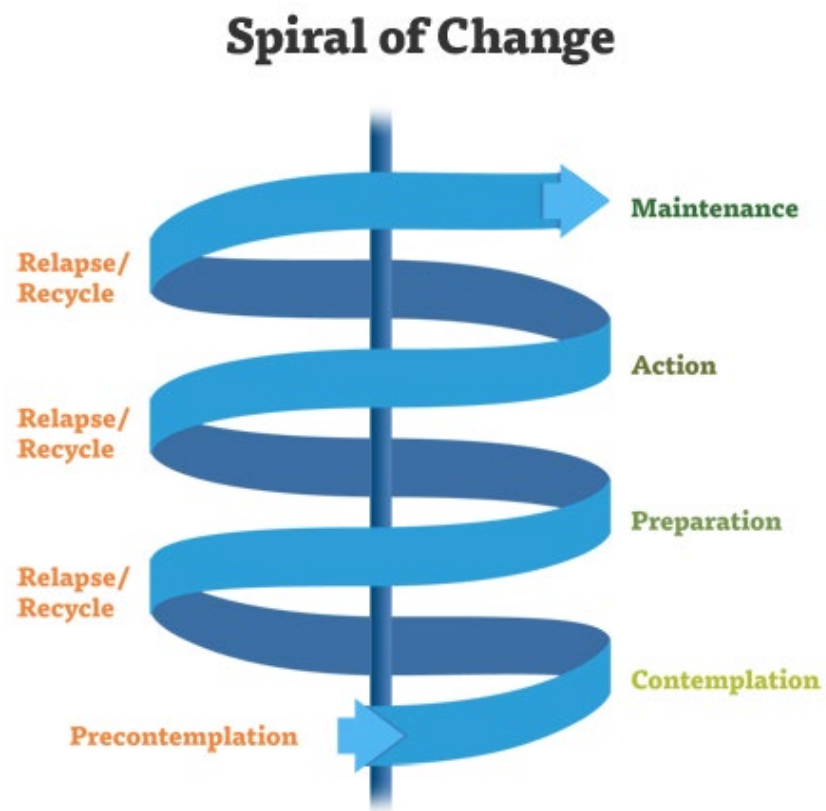 Spiral of Change
Maintenance
Relapse/
Recycle
Action
Relapse/
Recycle
Preparation
Relapse/
Recycle
Contemplation
Precontemplation